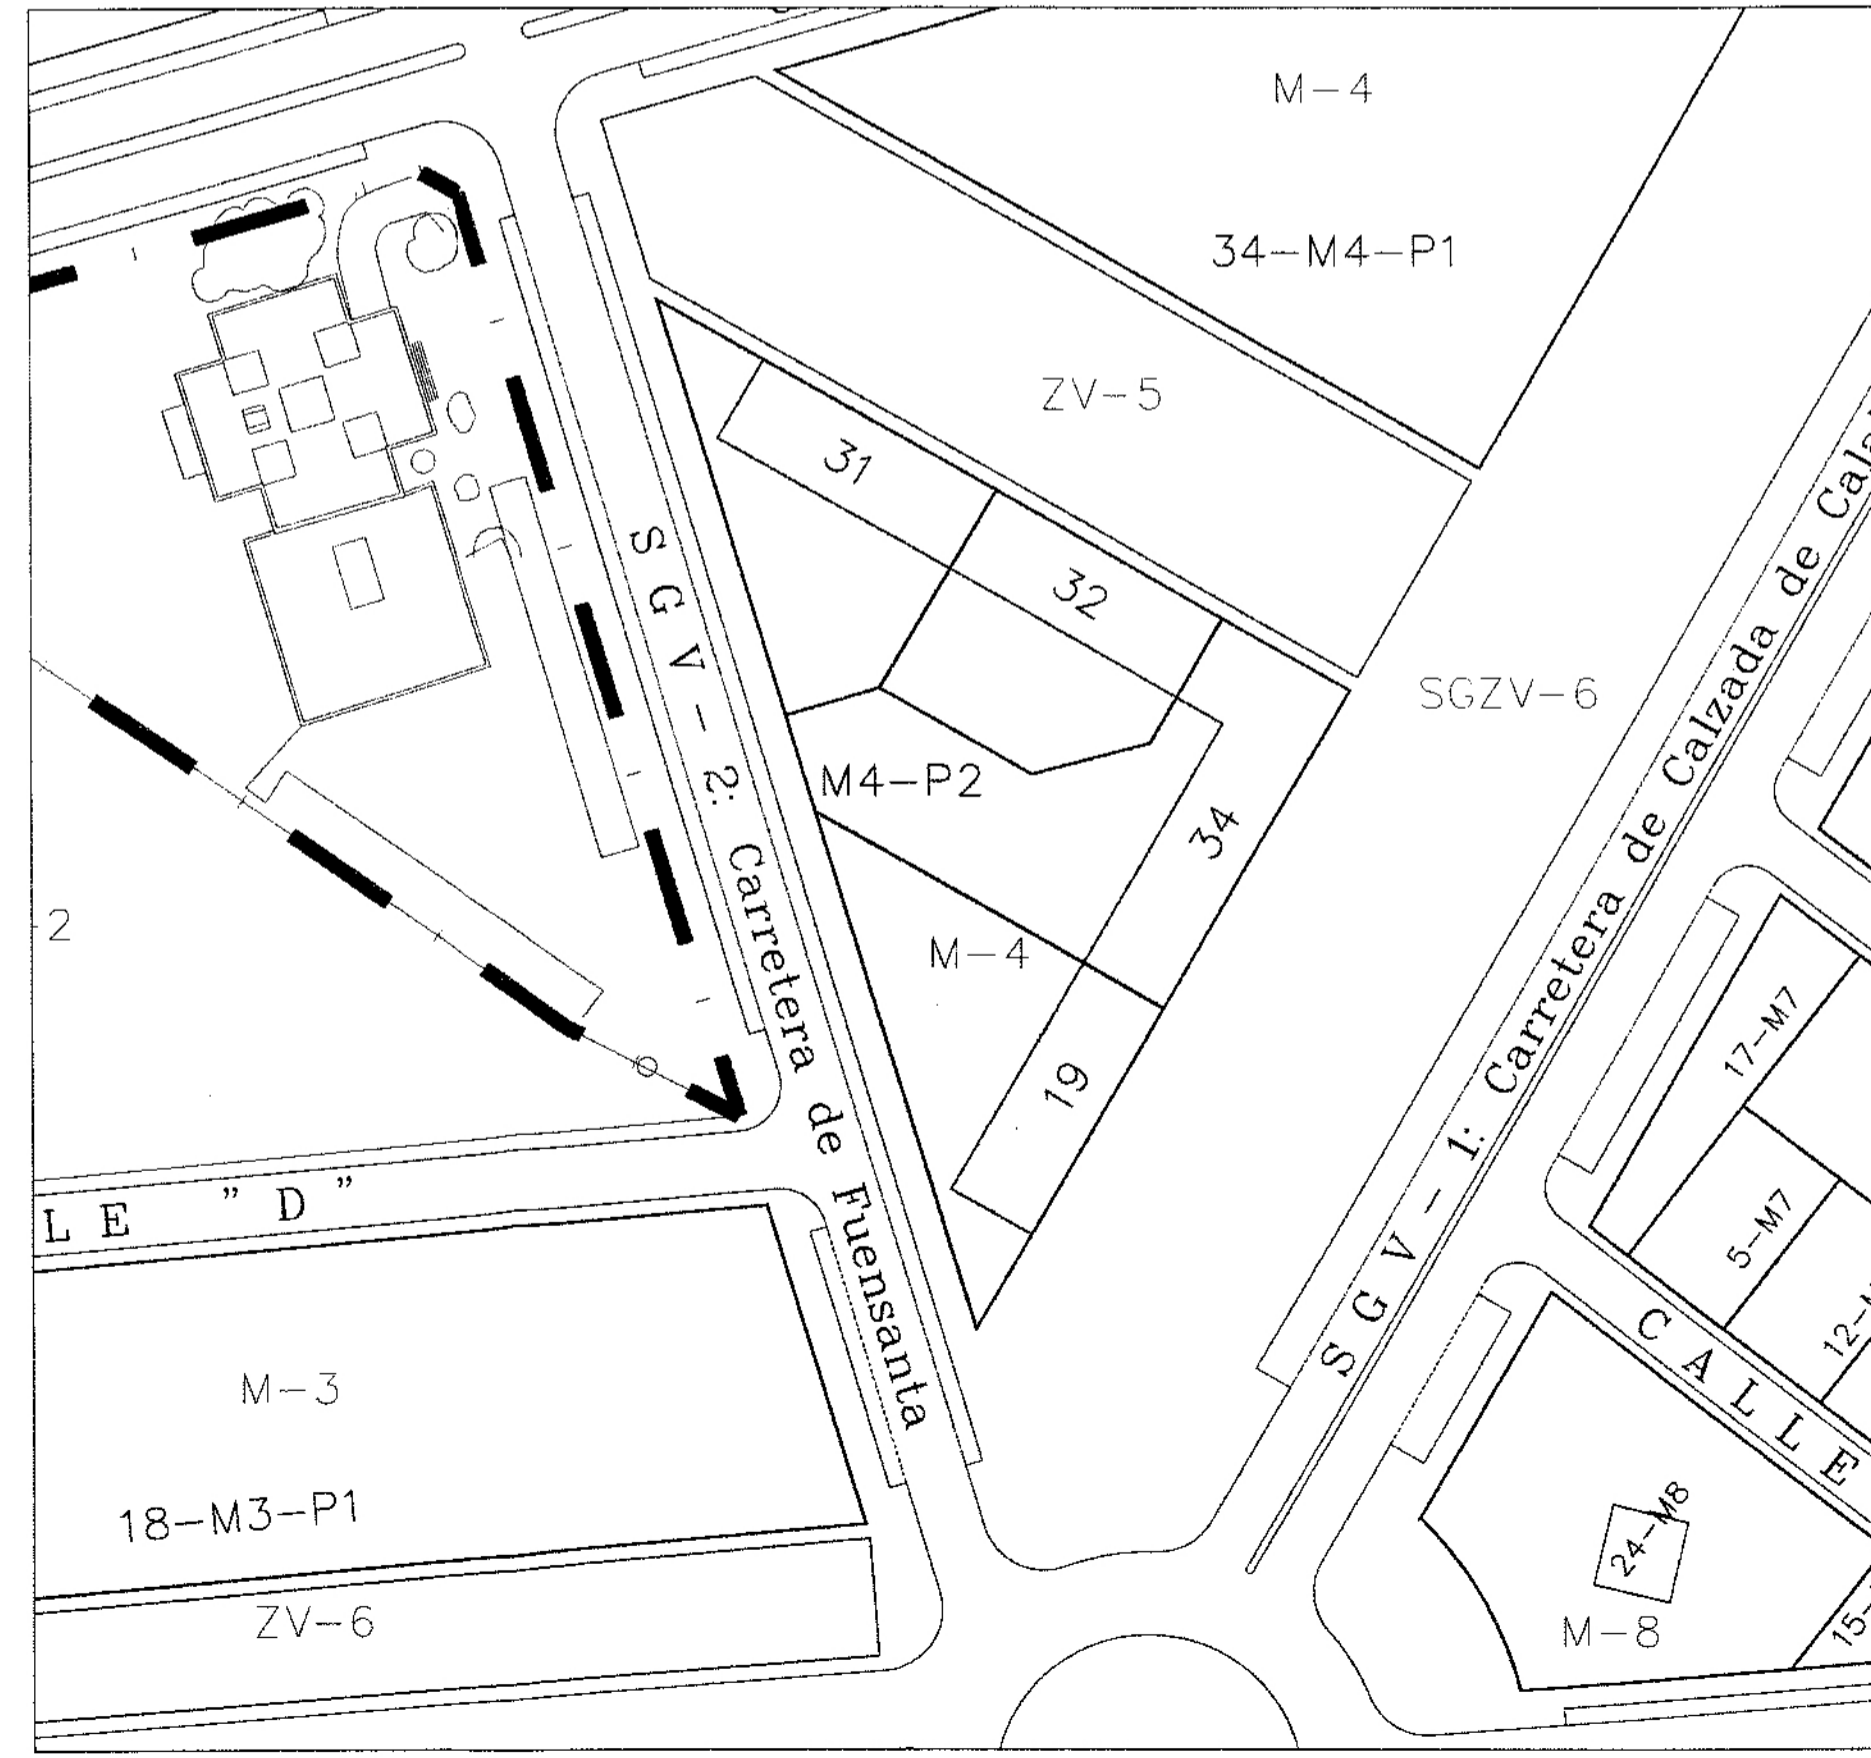 M-4
34-M4-P1
ZV-5
31
32
SGV-2: Carretera de Fuensanta
SGZV-6
M4-P2
34
SGV-1: Carretera de Calzada de Cala
2
M-4
19
17-M7
5-M7
LE "D"
M-3
CALLE
18-M3-P1
24-M8
ZV-6
M-8